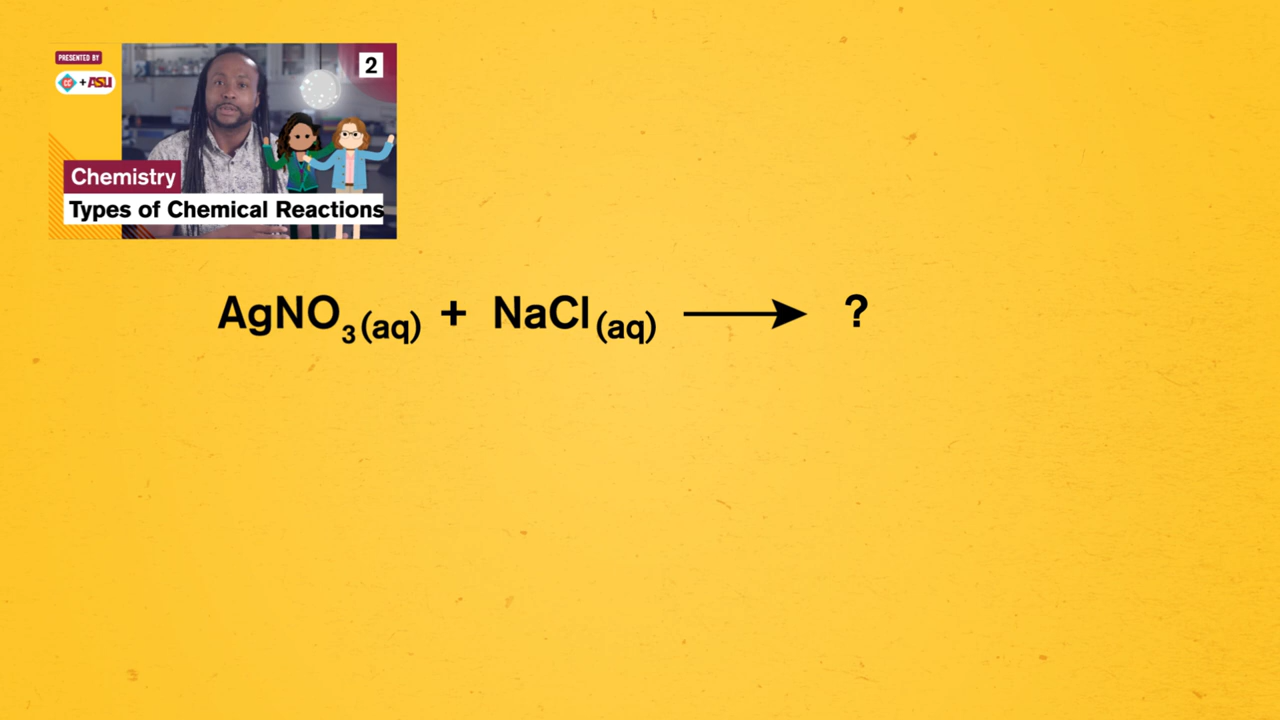 PRESENTED BY
CC + ASU
2
Chemistry
Types of Chemical Reactions
AgNO₃(aq) + NaCl(aq) ⟶ ?